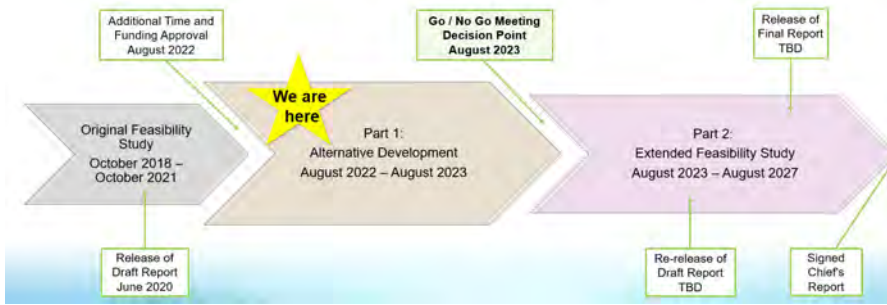 Additional Time and
Funding Approval
August 2022
Go / No Go Meeting
Decision Point
August 2023
Release of
Final Report
TBD
We are
here
Original Feasibility
Study
October 2018 –
October 2021
Part 1:
Alternative Development
August 2022 – August 2023
Part 2:
Extended Feasibility Study
August 2023 – August 2027
Release of
Draft Report
June 2020
Re-release of
Draft Report
TBD
Signed
Chief's
Report